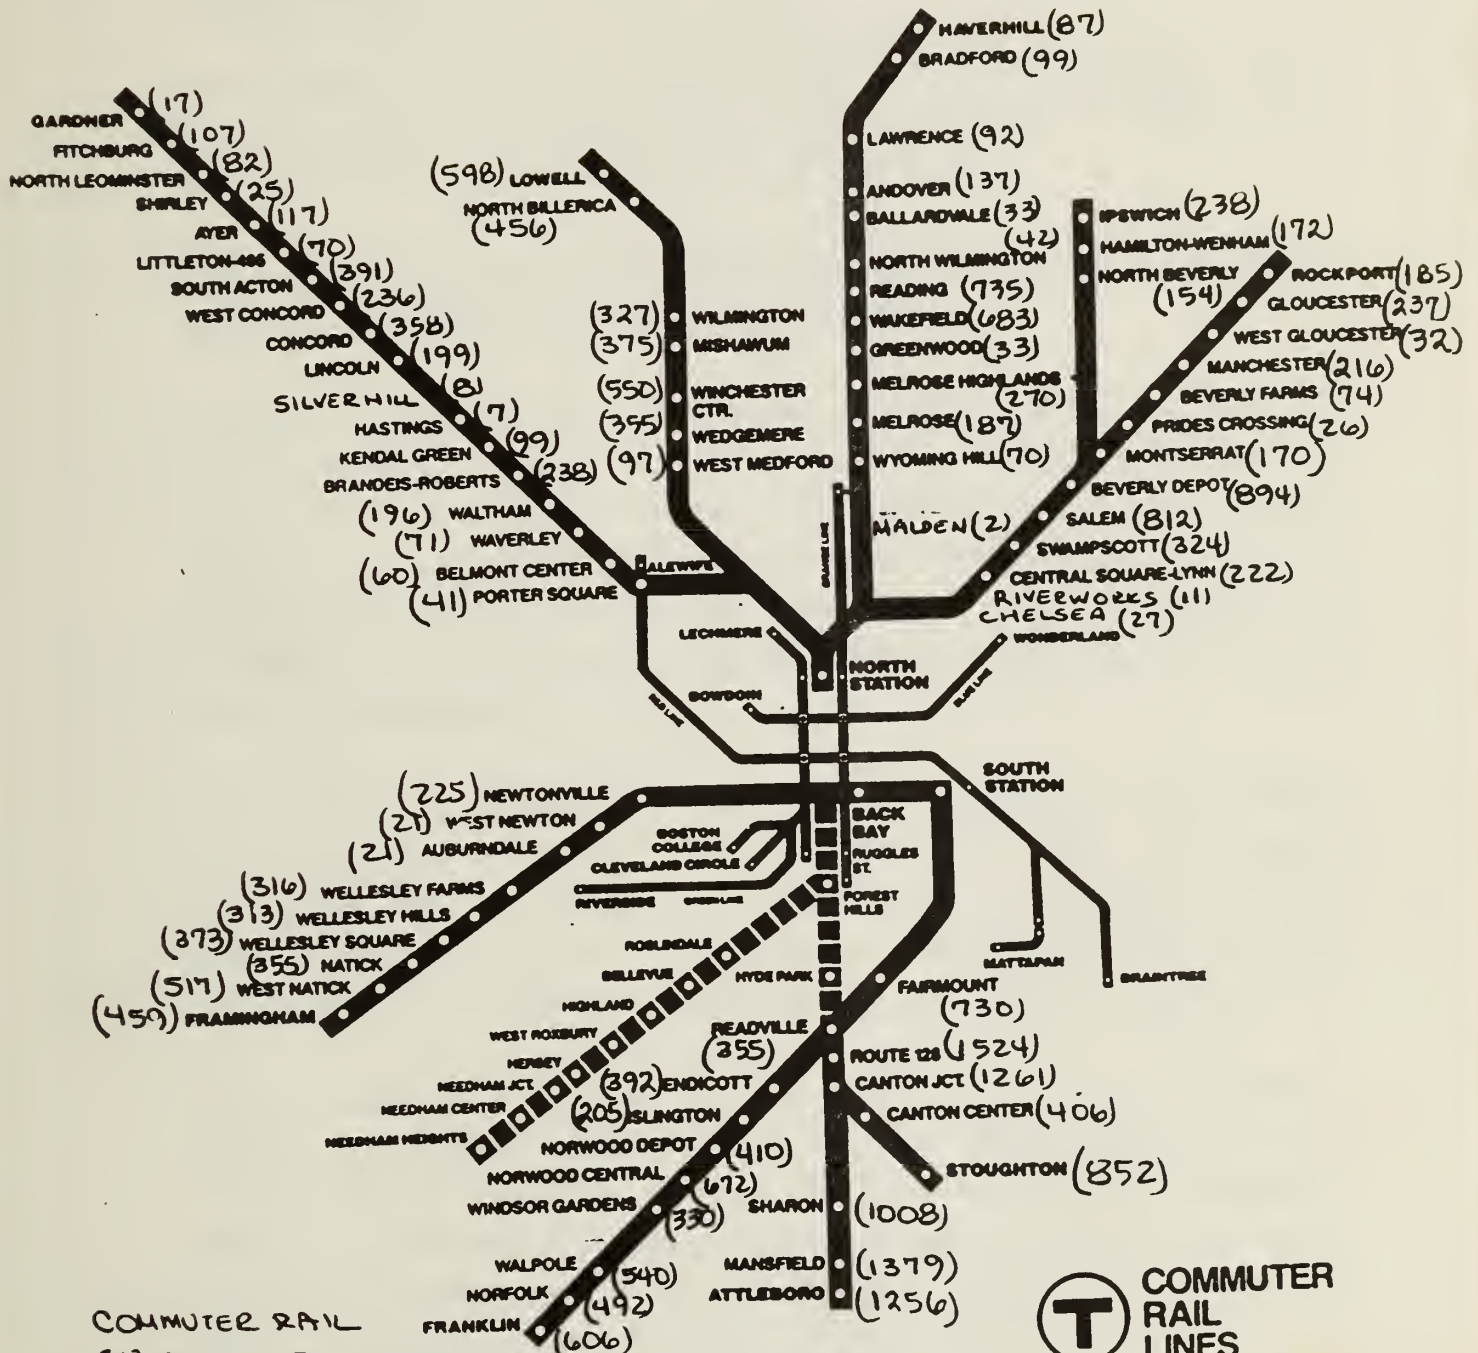 HAVERHILL (87)
BRADFORD (99)
LAWRENCE (92)
ANDOVER (137)
BALLARDVALE (33)
(42)
NORTH WILMINGTON
READING (735)
WAKEFIELD (683)
GREENWOOD (33)
MELROSE HIGHLANDS
(270)
MELROSE (187)
WYOMING HILL (70)
MALDEN (2)
GARDNER (17)
FITCHBURG (107)
NORTH LEOMINSTER (82)
SHIRLEY (25)
AYER (117)
LITTLETON-495 (70)
SOUTH ACTON (391)
WEST CONCORD (236)
CONCORD (358)
LINCOLN (199)
SILVER HILL (8)
HASTINGS (7)
KENDAL GREEN (99)
BRANDEIS-ROBERTS (238)
(196) WALTHAM
(71) WAVERLEY
(60) BELMONT CENTER
(41) PORTER SQUARE
ALEWIFE
(598) LOWELL
NORTH BILLERICA
(456)
(327) WILMINGTON
(375) MISHAWUM
(550) WINCHESTER
CTR.
(355) WEDGEMERE
(97) WEST MEDFORD
IPSWICH (238)
HAMILTON-WENHAM (172)
NORTH BEVERLY
(154)
ROCKPORT (185)
GLOUCESTER (237)
WEST GLOUCESTER (32)
MANCHESTER (216)
BEVERLY FARMS (74)
PRIDES CROSSING (26)
MONTSERRAT (170)
BEVERLY DEPOT (894)
SALEM (812)
SWAMPSCOTT (324)
CENTRAL SQUARE-LYNN (222)
RIVERWORKS (11)
CHELSEA (27)
WONDERLAND
ORANGE LINE
LECHMERE
NORTH
STATION
BOWDOIN
BLUE LINE
RED LINE
SOUTH
STATION
(225) NEWTONVILLE
(21) WEST NEWTON
(21) AUBURNDALE
(316) WELLESLEY FARMS
(313) WELLESLEY HILLS
(373) WELLESLEY SQUARE
(355) NATICK
(517) WEST NATICK
FRAMINGHAM
BACK
BAY
BOSTON
COLLEGE
CLEVELAND CIRCLE
RIVERSIDE
GREEN LINE
RUGGLES
ST.
FOREST
HILLS
ROSLINDALE
BELLEVUE
HIGHLAND
WEST ROXBURY
HERSEY
NEEDHAM JCT.
NEEDHAM CENTER
NEEDHAM HEIGHTS
HYDE PARK
MATTAPAN
BRAINTREE
FAIRMOUNT
(730)
READVILLE
(355)
ROUTE 128 (1524)
CANTON JCT. (1261)
CANTON CENTER (406)
STOUGHTON (852)
(392) ENDICOTT
(205) ISLINGTON
NORWOOD DEPOT (410)
NORWOOD CENTRAL (672)
WINDSOR GARDENS (330)
WALPOLE (540)
NORFOLK (492)
FRANKLIN (606)
SHARON (1008)
MANSFIELD (1379)
ATTLEBORO (1256)
COMMUTER RAIL
T
COMMUTER
RAIL
LINES